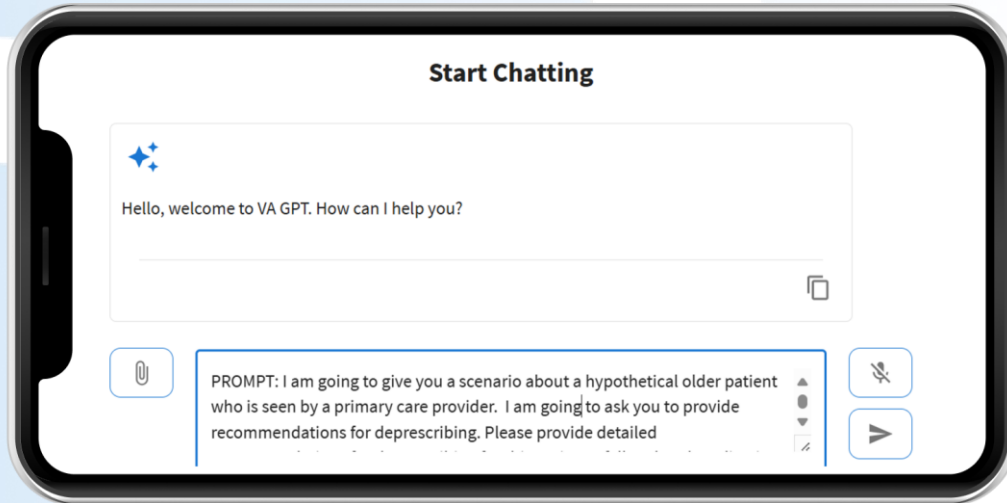 Start Chatting
Hello, welcome to VA GPT. How can I help you?
PROMPT: I am going to give you a scenario about a hypothetical older patient
who is seen by a primary care provider.  I am going to ask you to provide
recommendations for deprescribing. Please provide detailed